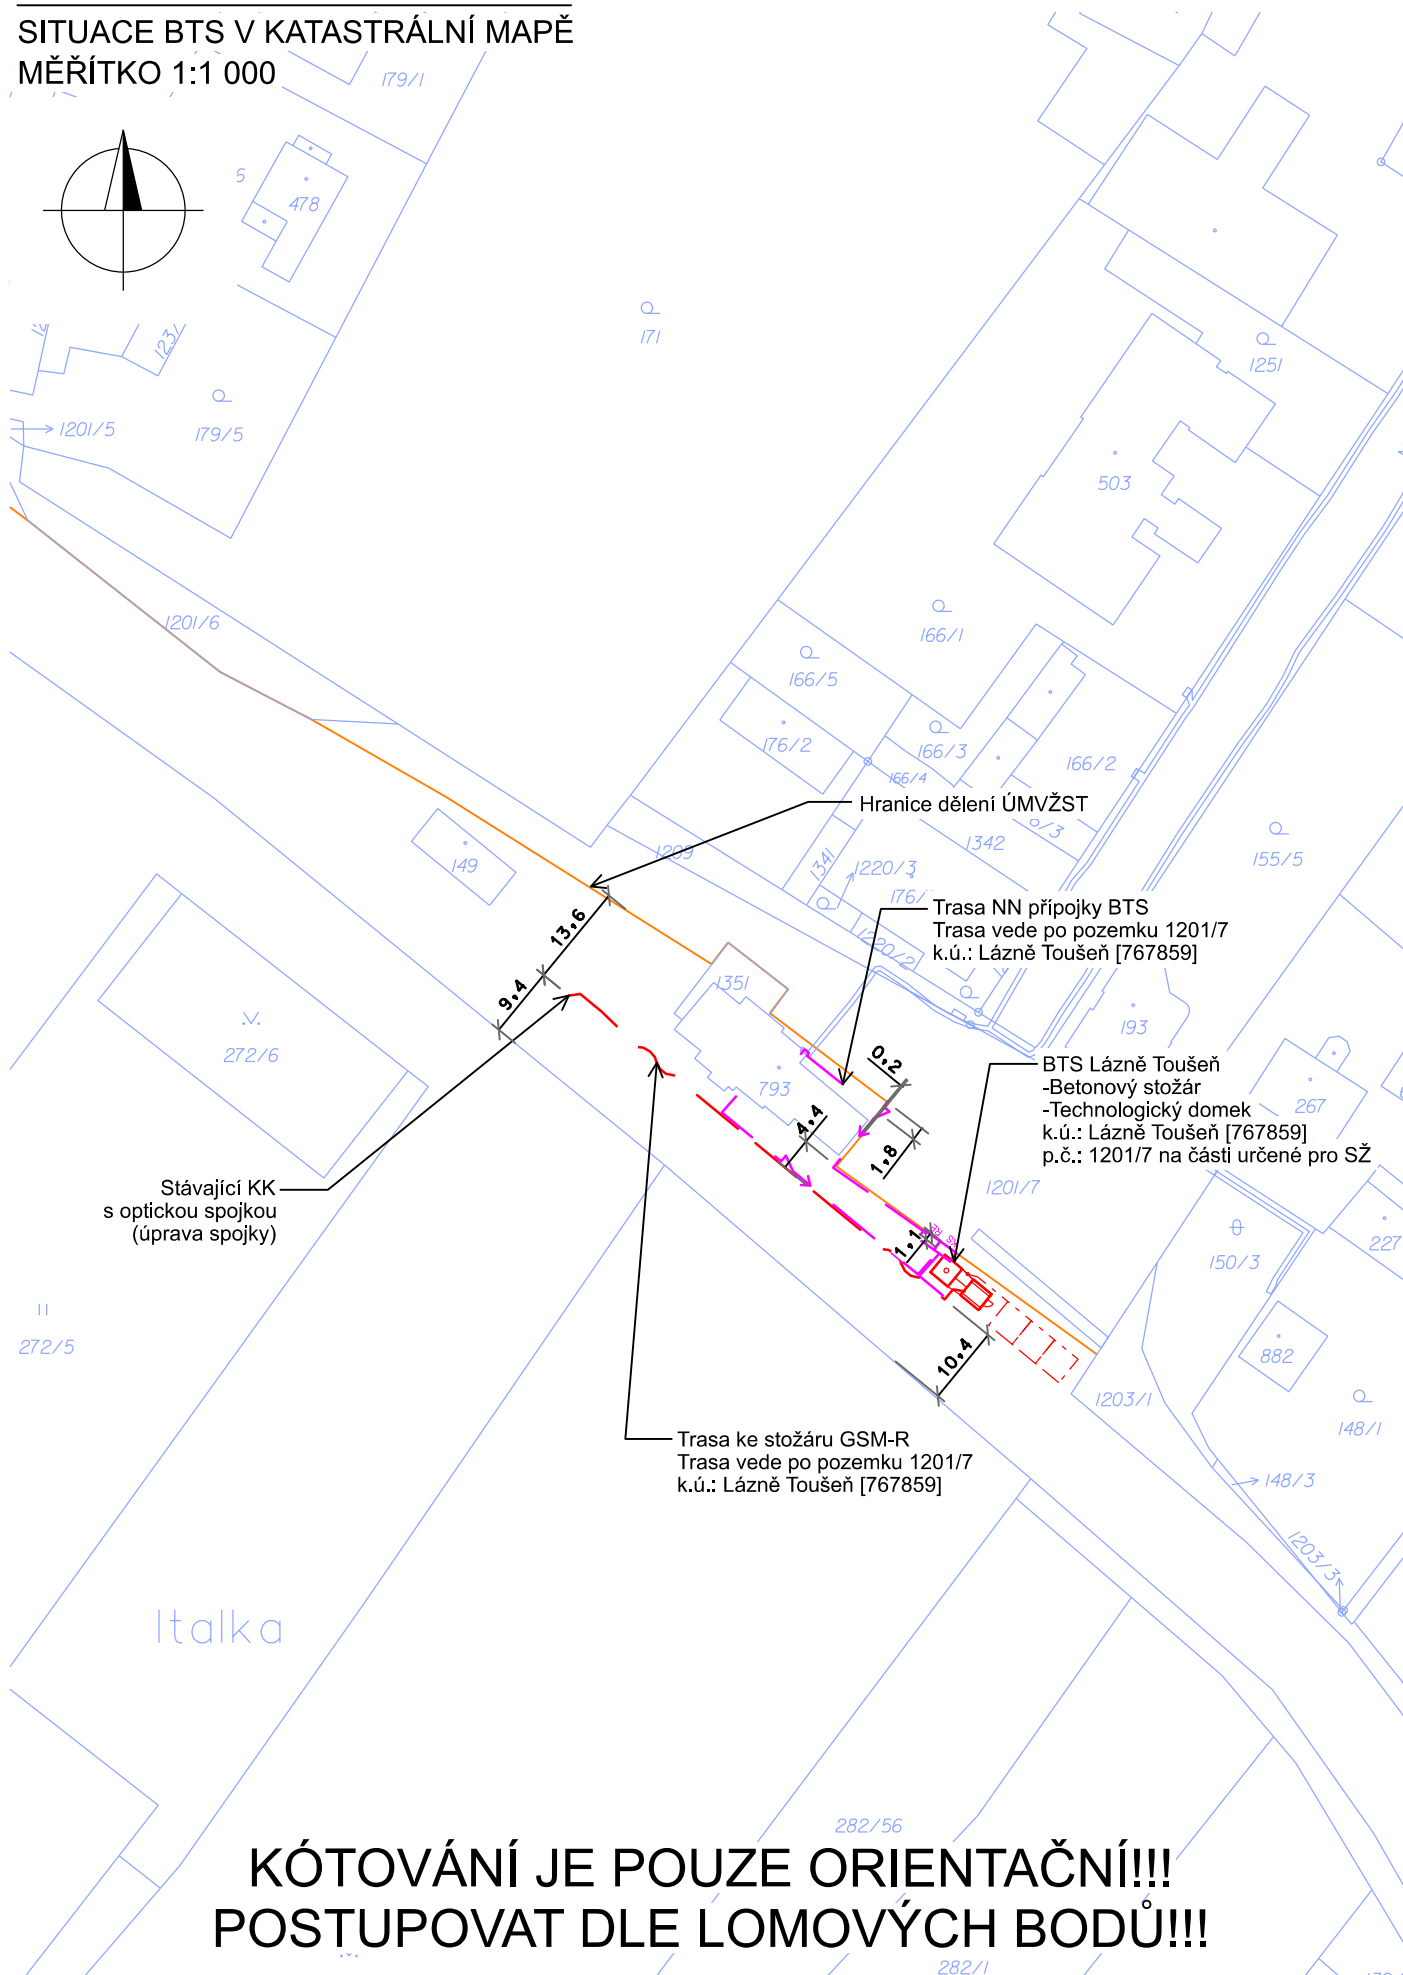 SITUACE BTS V KATASTRÁLNÍ MAPĚ
MĚŘÍTKO 1:1 000
179/1
6
478
171
123/
1251
1201/5
179/5
503
1201/6
166/1
166/5
176/2
166/3
166/2
166/4
Hranice dělení ÚMVŽST
1342
155/5
1209
149
1341
1220/3
176/
Trasa NN přípojky BTS
Trasa vede po pozemku 1201/7
k.ú.: Lázně Toušeň [767859]
13,6
1220/2
9,4
1351
193
272/6
0,2
BTS Lázně Toušeň
-Betonový stožár
-Technologický domek
k.ú.: Lázně Toušeň [767859]
p.č.: 1201/7 na části určené pro SŽ
793
267
4,4
1,8
Stávající KK
s optickou spojkou
(úprava spojky)
1201/7
1,1
227
150/3
272/5
10,4
882
1203/1
148/1
Trasa ke stožáru GSM-R
Trasa vede po pozemku 1201/7
k.ú.: Lázně Toušeň [767859]
148/3
1203/3
Italka
282/56
KÓTOVÁNÍ JE POUZE ORIENTAČNÍ!!!
POSTUPOVAT DLE LOMOVÝCH BODŮ!!!
282/1